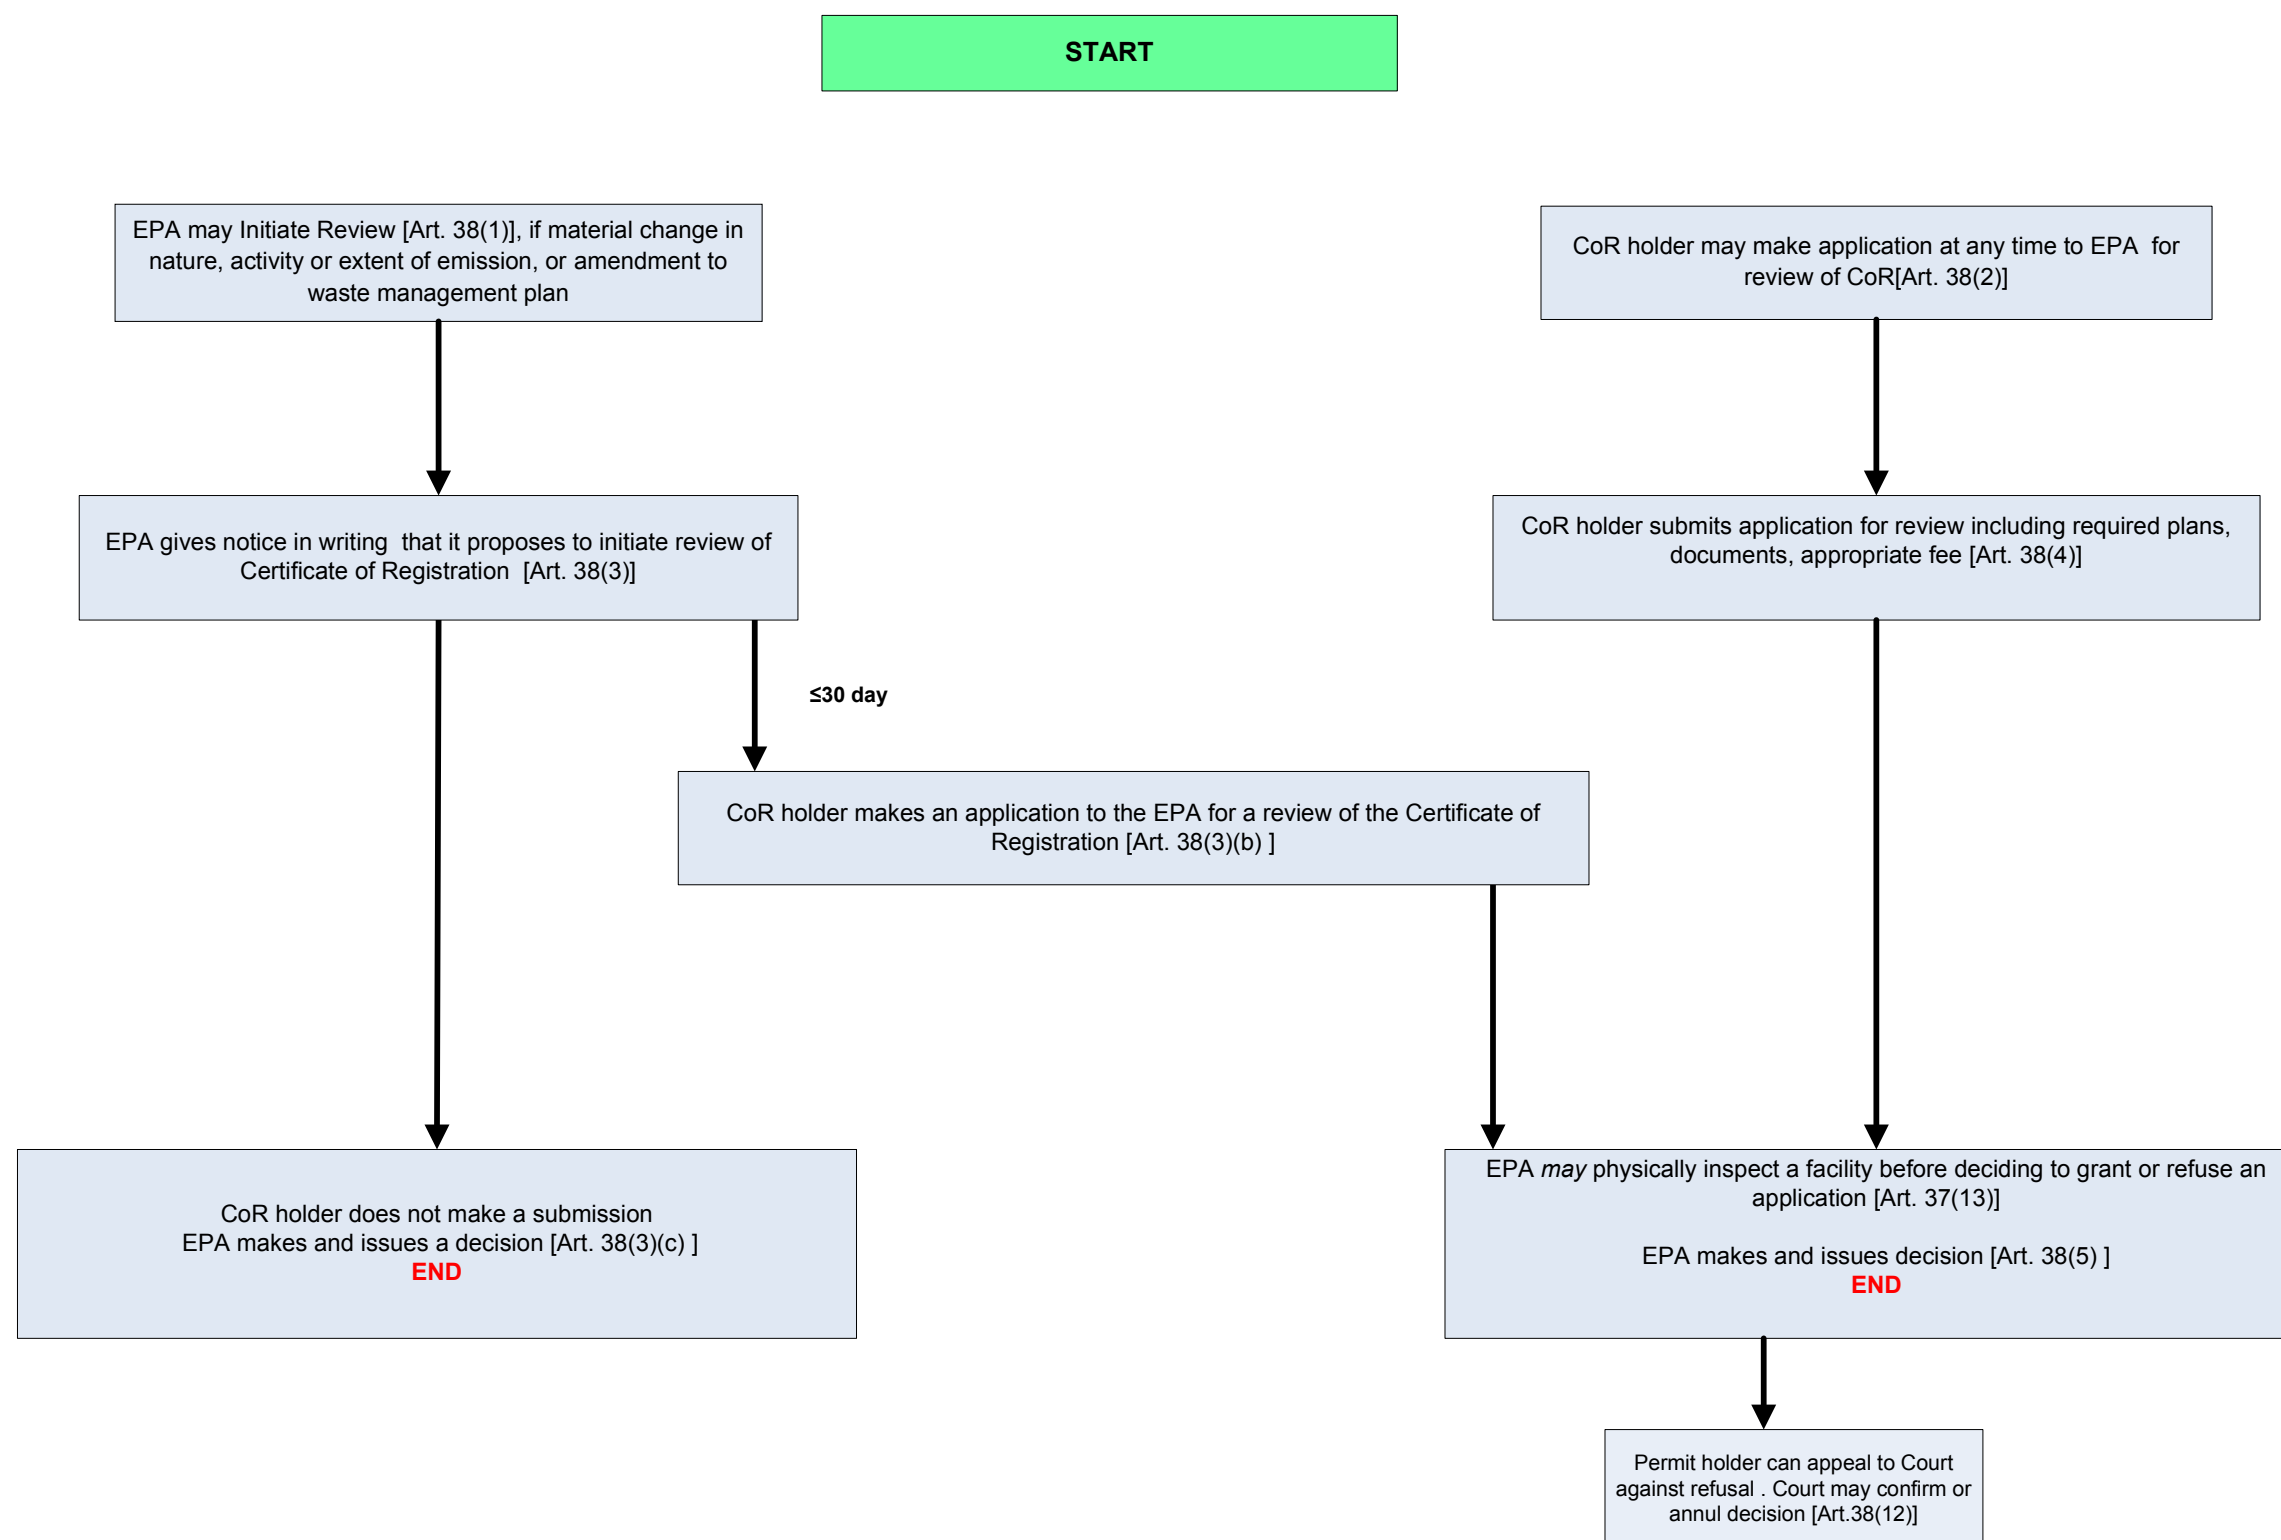 START
EPA may Initiate Review [Art. 38(1)], if material change in
nature, activity or extent of emission, or amendment to
waste management plan
CoR holder may make application at any time to EPA  for
review of CoR[Art. 38(2)]
EPA gives notice in writing  that it proposes to initiate review of
Certificate of Registration  [Art. 38(3)]
CoR holder submits application for review including required plans,
documents, appropriate fee [Art. 38(4)]
≤30 day
CoR holder makes an application to the EPA for a review of the Certificate of
Registration [Art. 38(3)(b) ]
CoR holder does not make a submission
EPA makes and issues a decision [Art. 38(3)(c) ]
END
EPA may physically inspect a facility before deciding to grant or refuse an
application [Art. 37(13)]
EPA makes and issues decision [Art. 38(5) ]
END
Permit holder can appeal to Court
against refusal . Court may confirm or
annul decision [Art.38(12)]